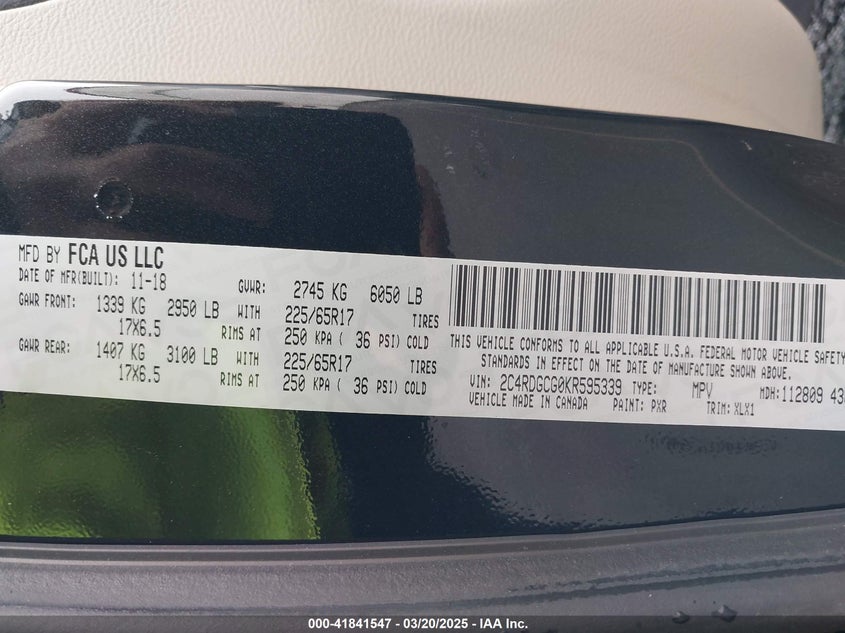 MFD BY FCA US LLC
DATE OF MFR(BUILT): 11-18 GVWR: 2745 KG 6050 LB
GAWR FRONT: 1339 KG 2950 LB WITH 225/65R17 TIRES
17X6.5 RIMS AT 250 KPA ( 36 PSI) COLD
GAWR REAR: 1407 KG 3100 LB WITH 225/65R17 TIRES
17X6.5 RIMS AT 250 KPA ( 36 PSI) COLD
THIS VEHICLE CONFORMS TO ALL APPLICABLE U.S.A. FEDERAL MOTOR VEHICLE SAFETY
STANDARDS IN EFFECT ON THE DATE OF MANUFACTURE SHOWN ABOVE.
VIN: 2C4RDGCG0KR595339 TYPE: MPV MDH: 112809 43
VEHICLE MADE IN CANADA PAINT: PXR TRIM: XLX1
000-41841547 - 03/20/2025 - IAA Inc.